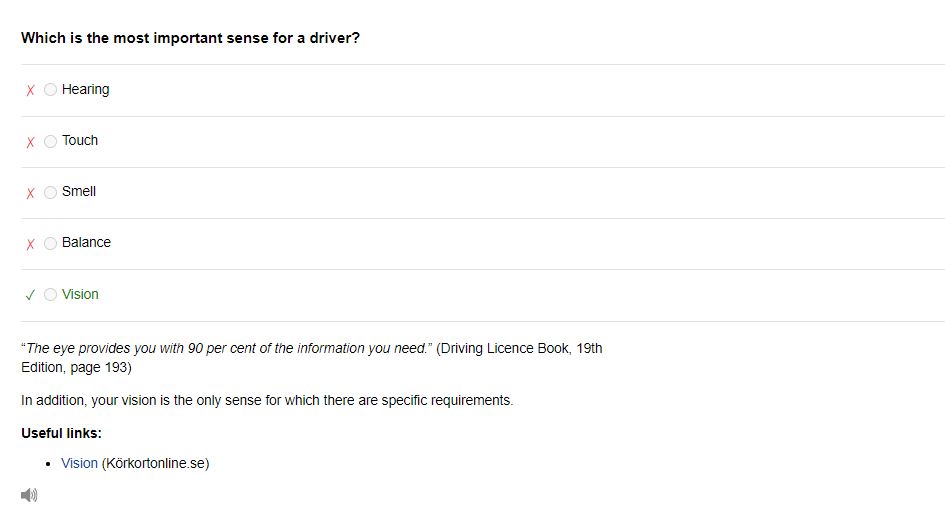 Which is the most important sense for a driver?
Hearing
Touch
Smell
Balance
Vision
“The eye provides you with 90 per cent of the information you need.” (Driving Licence Book, 19th
Edition, page 193)
In addition, your vision is the only sense for which there are specific requirements.
Useful links:
Vision (Körkortonline.se)